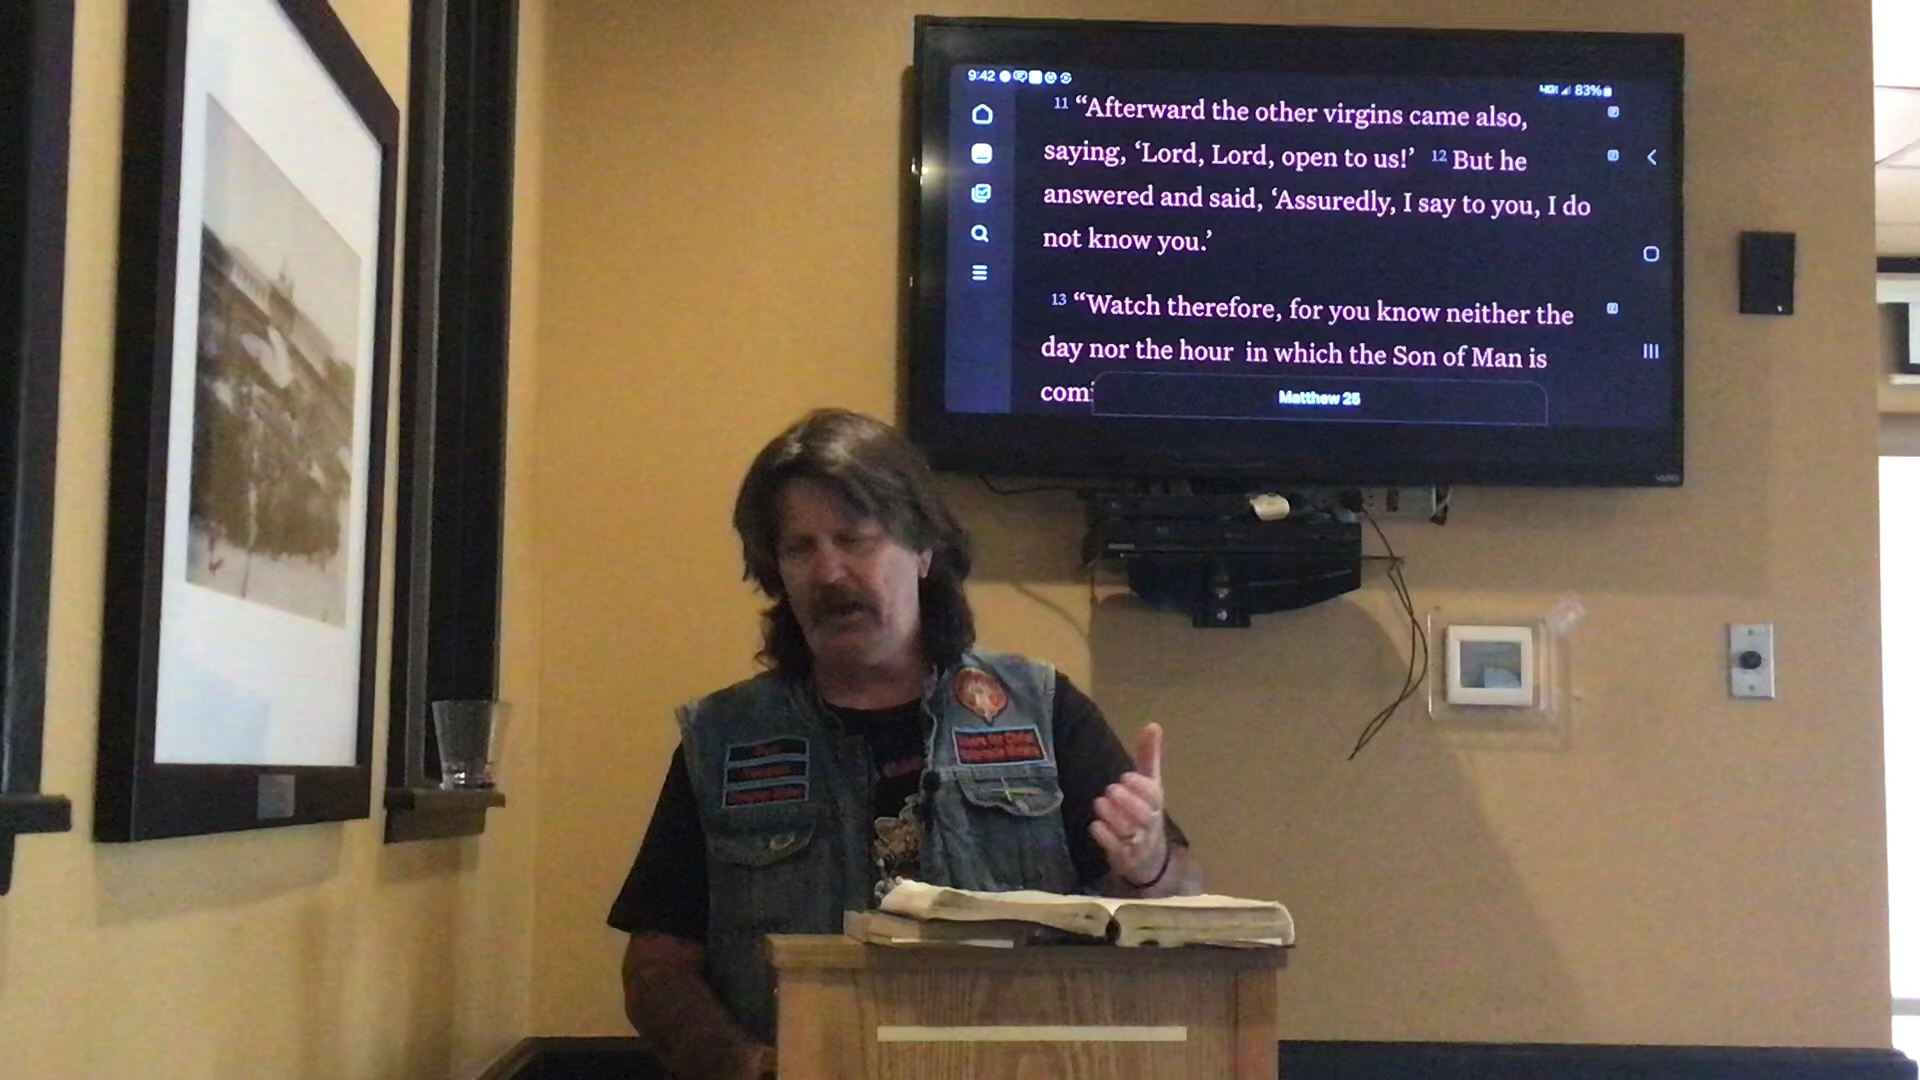 9:42
83%
11 “Afterward the other virgins came also,
saying, ‘Lord, Lord, open to us!’ 12 But he
answered and said, ‘Assuredly, I say to you, I do
not know you.’
13 “Watch therefore, for you know neither the
day nor the hour in which the Son of Man is
Matthew 25